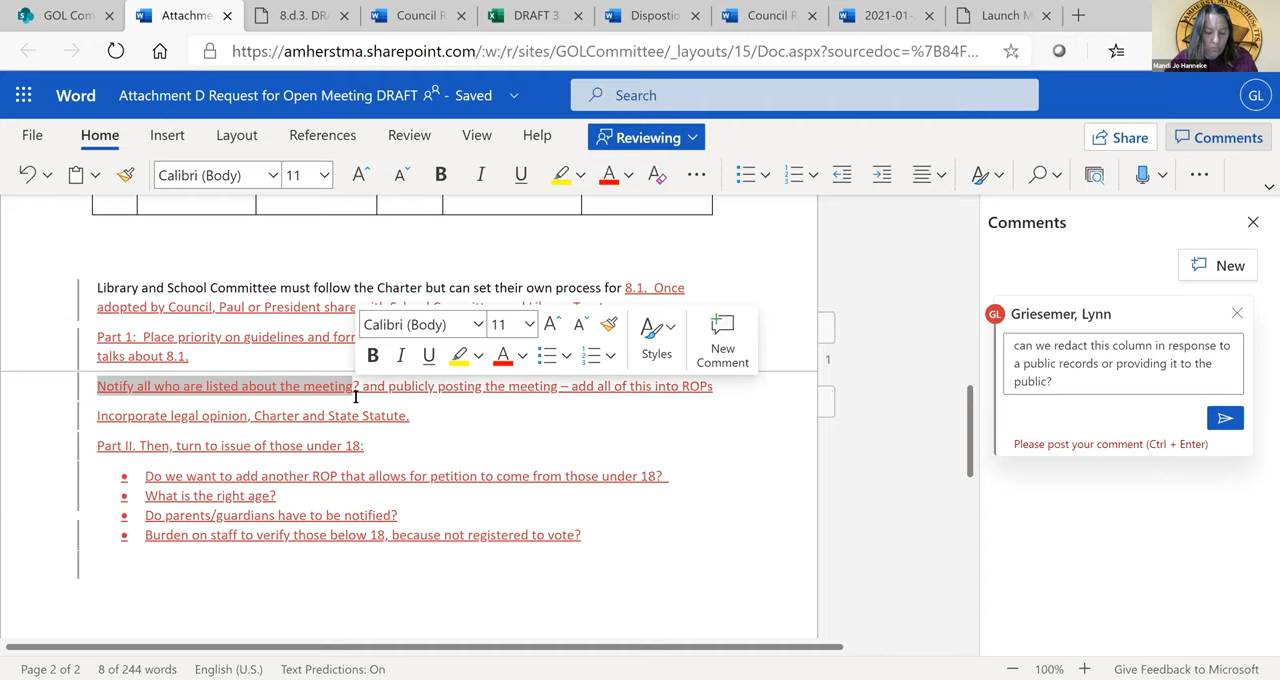 GOL Com
Attachment
8.d.3. DRA
Council R
DRAFT 3
Dispostio
Council R
2021-01-
Launch M
AMHERST MASSACHUSETTS
Mandi Jo Hanneke
https://amherstma.sharepoint.com/:w:/r/sites/GOLCommittee/_layouts/15/Doc.aspx?sourcedoc=%7B84F...
Word
Attachment D Request for Open Meeting DRAFT - Saved
Search
GL
File Home Insert Layout References Review View Help Reviewing Share Comments
Calibri (Body) 11 A A B I U A A ...
Library and School Committee must follow the Charter but can set their own process for 8.1. Once
adopted by Council, Paul or President share
Part 1: Place priority on guidelines and for
talks about 8.1.
Notify all who are listed about the meeting? and publicly posting the meeting – add all of this into ROPs
Incorporate legal opinion, Charter and State Statute.
Part II. Then, turn to issue of those under 18:
• Do we want to add another ROP that allows for petition to come from those under 18?
• What is the right age?
• Do parents/guardians have to be notified?
• Burden on staff to verify those below 18, because not registered to vote?
Calibri (Body) 11 A A
B I U A
Styles
New
Comment
1
Comments
New
GL Griesemer, Lynn
can we redact this column in response to
a public records or providing it to the
public?
Please post your comment (Ctrl + Enter)
Page 2 of 2 8 of 244 words English (U.S.) Text Predictions: On 100% Give Feedback to Microsoft